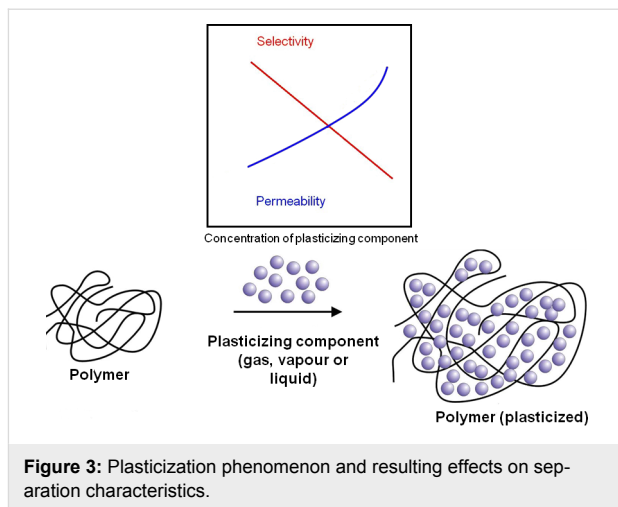 Selectivity
Permeability
Concentration of plasticizing component
Polymer
Plasticizing component
(gas, vapour or
liquid)
Polymer (plasticized)
Figure 3: Plasticization phenomenon and resulting effects on sep-
aration characteristics.